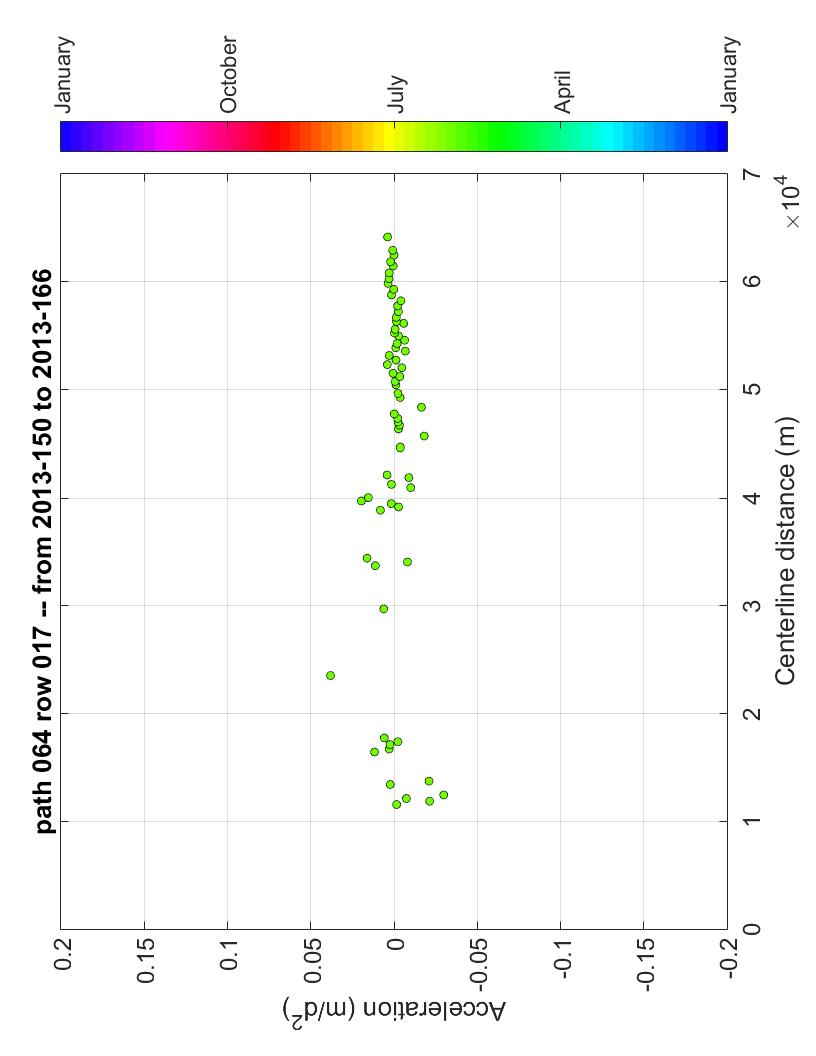 path 064 row 017 -- from 2013-150 to 2013-166
0.2
0.15
0.1
0.05
0
-0.05
-0.1
-0.15
-0.2
Acceleration (m/d²)
0
1
2
3
4
5
6
7
×10⁴
Centerline distance (m)
January
October
July
April
January